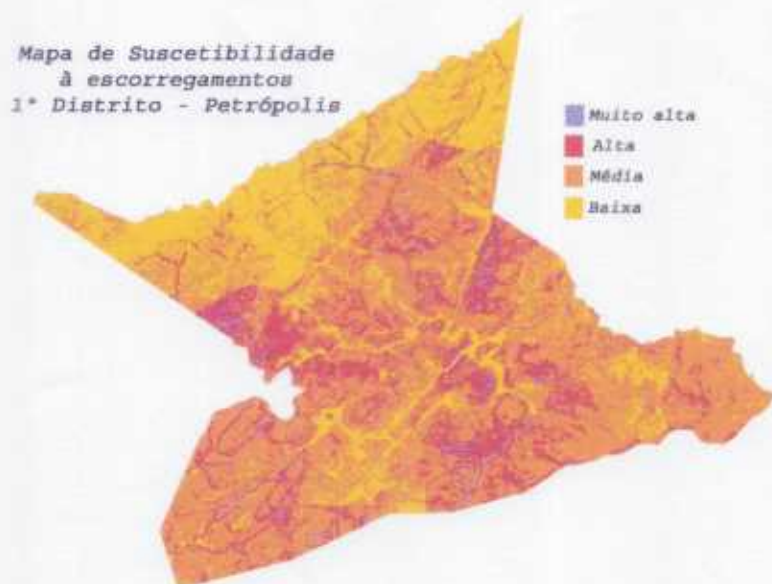 Mapa de Suscetibilidade
à escorregamentos
1° Distrito - Petrópolis
Muito alta
Alta
Média
Baixa